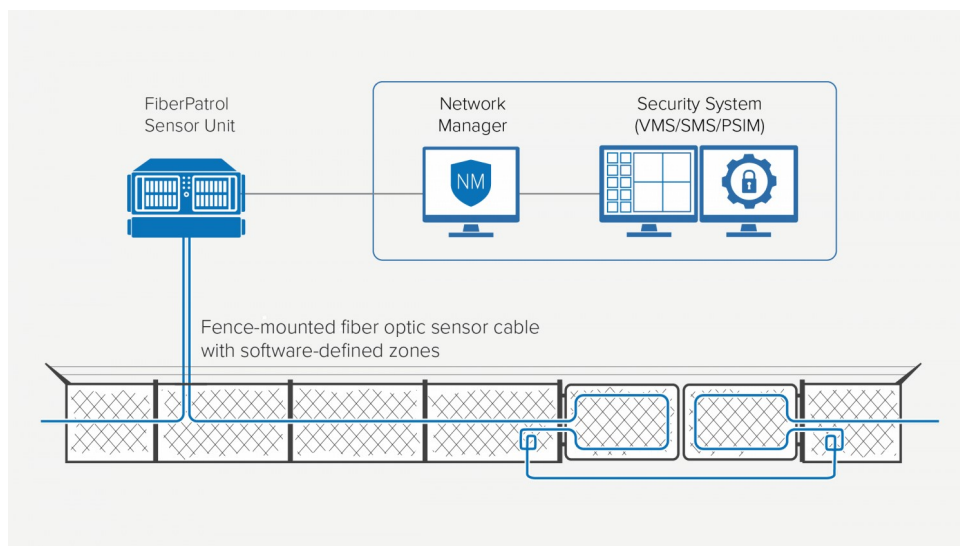 FiberPatrol
Sensor Unit
Network
Manager
Security System
(VMS/SMS/PSIM)
NM
Fence-mounted fiber optic sensor cable
with software-defined zones